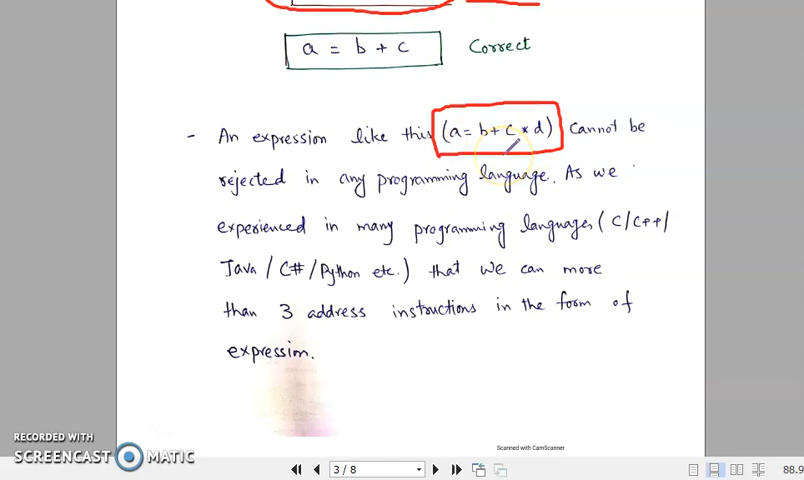 a = b + c Correct
- An expression like this (a = b + c * d) Cannot be
rejected in any programming language. As we
experienced in many programming languages (C/C++/
Java / C# / Python etc.) that we can more
than 3 address instructions in the form of
expression.
Scanned with CamScanner
RECORDED WITH
SCREENCAST MATIC
3 / 8
88.9